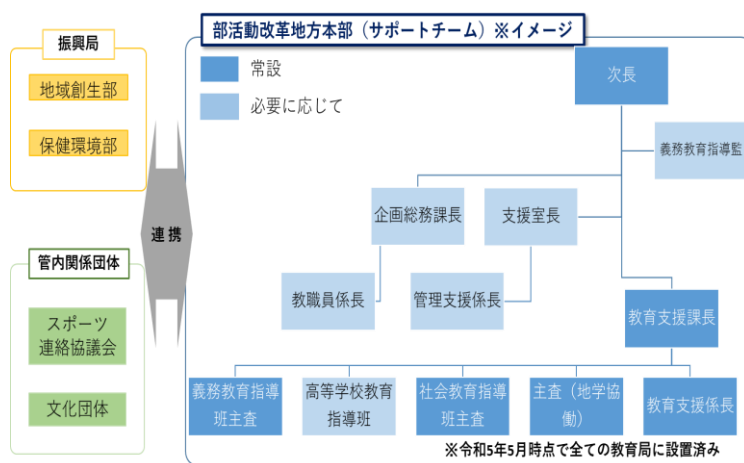 振興局
地域創生部
保健環境部
管内関係団体
スポーツ
連絡協議会
文化団体
連 携
部活動改革地方本部（サポートチーム）※イメージ
常設
必要に応じて
次長
義務教育指導監
企画総務課長
支援室長
教職員係長
管理支援係長
教育支援課長
義務教育指導
班主査
高等学校教育
指導班
社会教育指導
班主査
主査（地学協
働）
教育支援係長
※令和5年5月時点で全ての教育局に設置済み